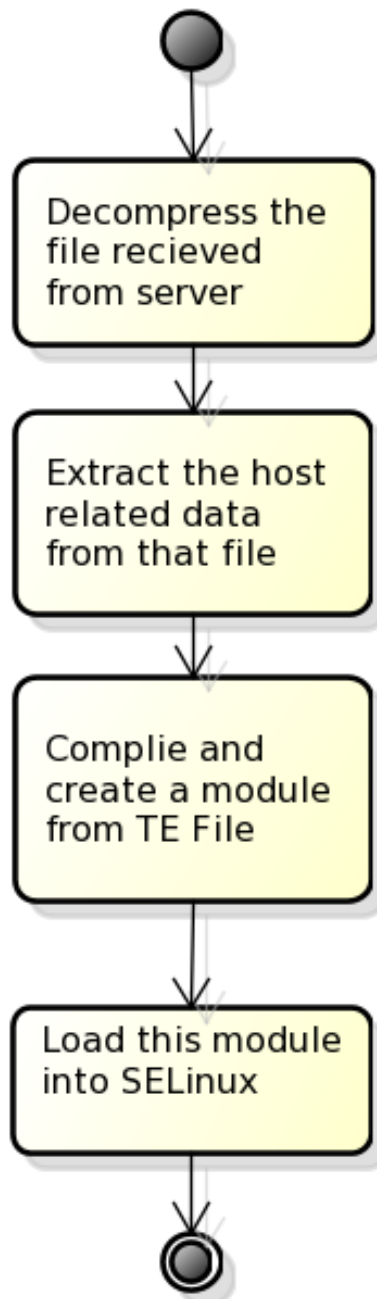 Decompress the
file recieved
from server
Extract the host
related data
from that file
Complie and
create a module
from TE File
Load this module
into SELinux